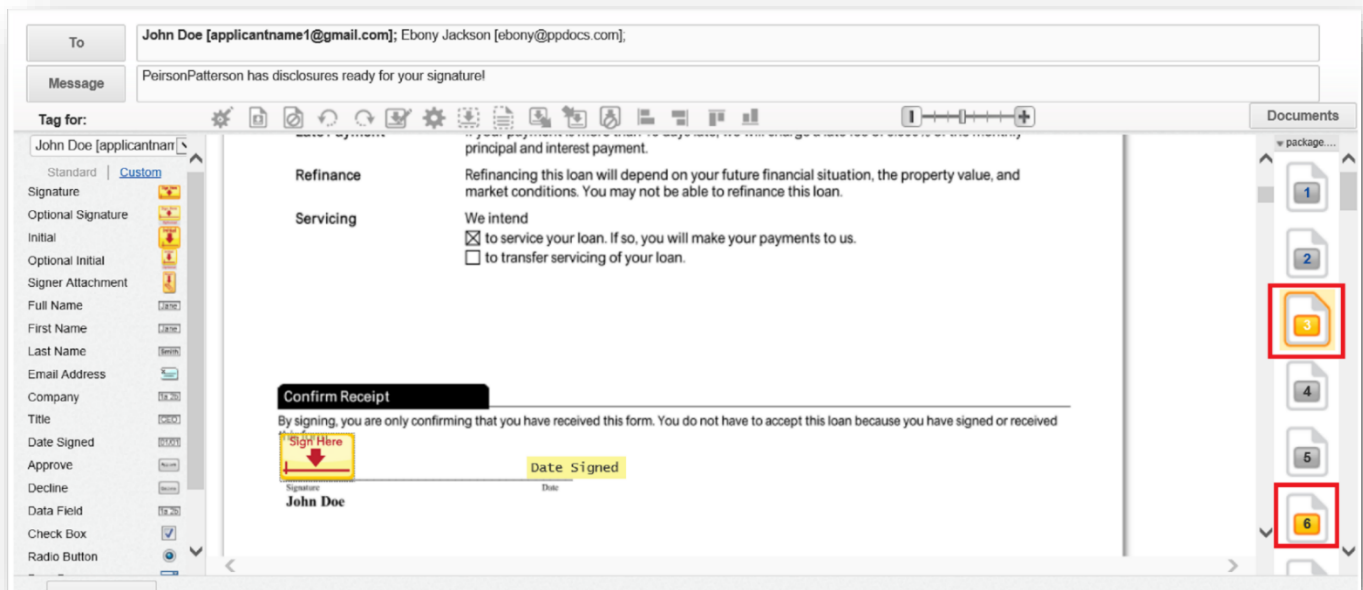 To
John Doe [applicantname1@gmail.com]; Ebony Jackson [ebony@ppdocs.com];
Message
PeirsonPatterson has disclosures ready for your signature!
Tag for:
Documents
John Doe [applicantnam
Standard | Custom
Signature
Optional Signature
Initial
Optional Initial
Signer Attachment
Full Name
First Name
Last Name
Email Address
Company
Title
Date Signed
Approve
Decline
Data Field
Check Box
Radio Button
principal and interest payment.
Refinance
Refinancing this loan will depend on your future financial situation, the property value, and
market conditions. You may not be able to refinance this loan.
Servicing
We intend
to service your loan. If so, you will make your payments to us.
to transfer servicing of your loan.
Confirm Receipt
By signing, you are only confirming that you have received this form. You do not have to accept this loan because you have signed or received
Sign Here
Date Signed
Signature
Date
John Doe
package....
1
2
3
4
5
6